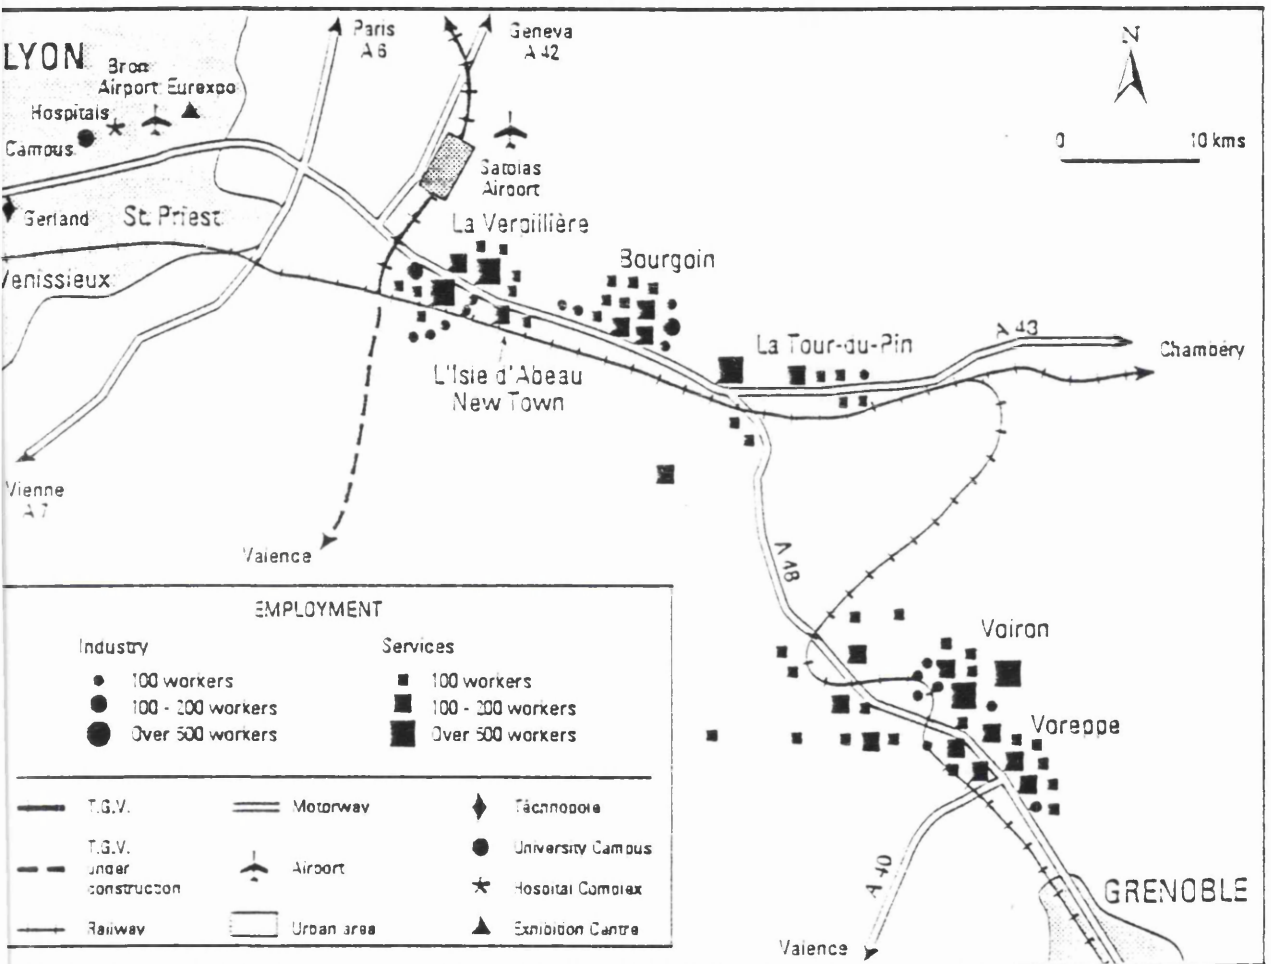 LYON
Bron
Airport Eurexpo
Hospitals
Campus
Gerland
St. Priest
Venissieux
Paris
A 6
Geneva
A 42
N
0 10 kms
Satolas
Airport
La Verpillière
Bourgoin
La Tour-du-Pin
A 43
Chambéry
L'Isle d'Abeau
New Town
Vienne
A 7
Valence
A 48
Voiron
Voreppe
A 40
GRENOBLE
Valence
EMPLOYMENT
Industry Services
100 workers 100 workers
100 - 200 workers 100 - 200 workers
Over 500 workers Over 500 workers
T.G.V. Motorway Technopole
T.G.V.
under
construction
Airport
University Campus
Hospital Complex
Railway Urban area Exhibition Centre